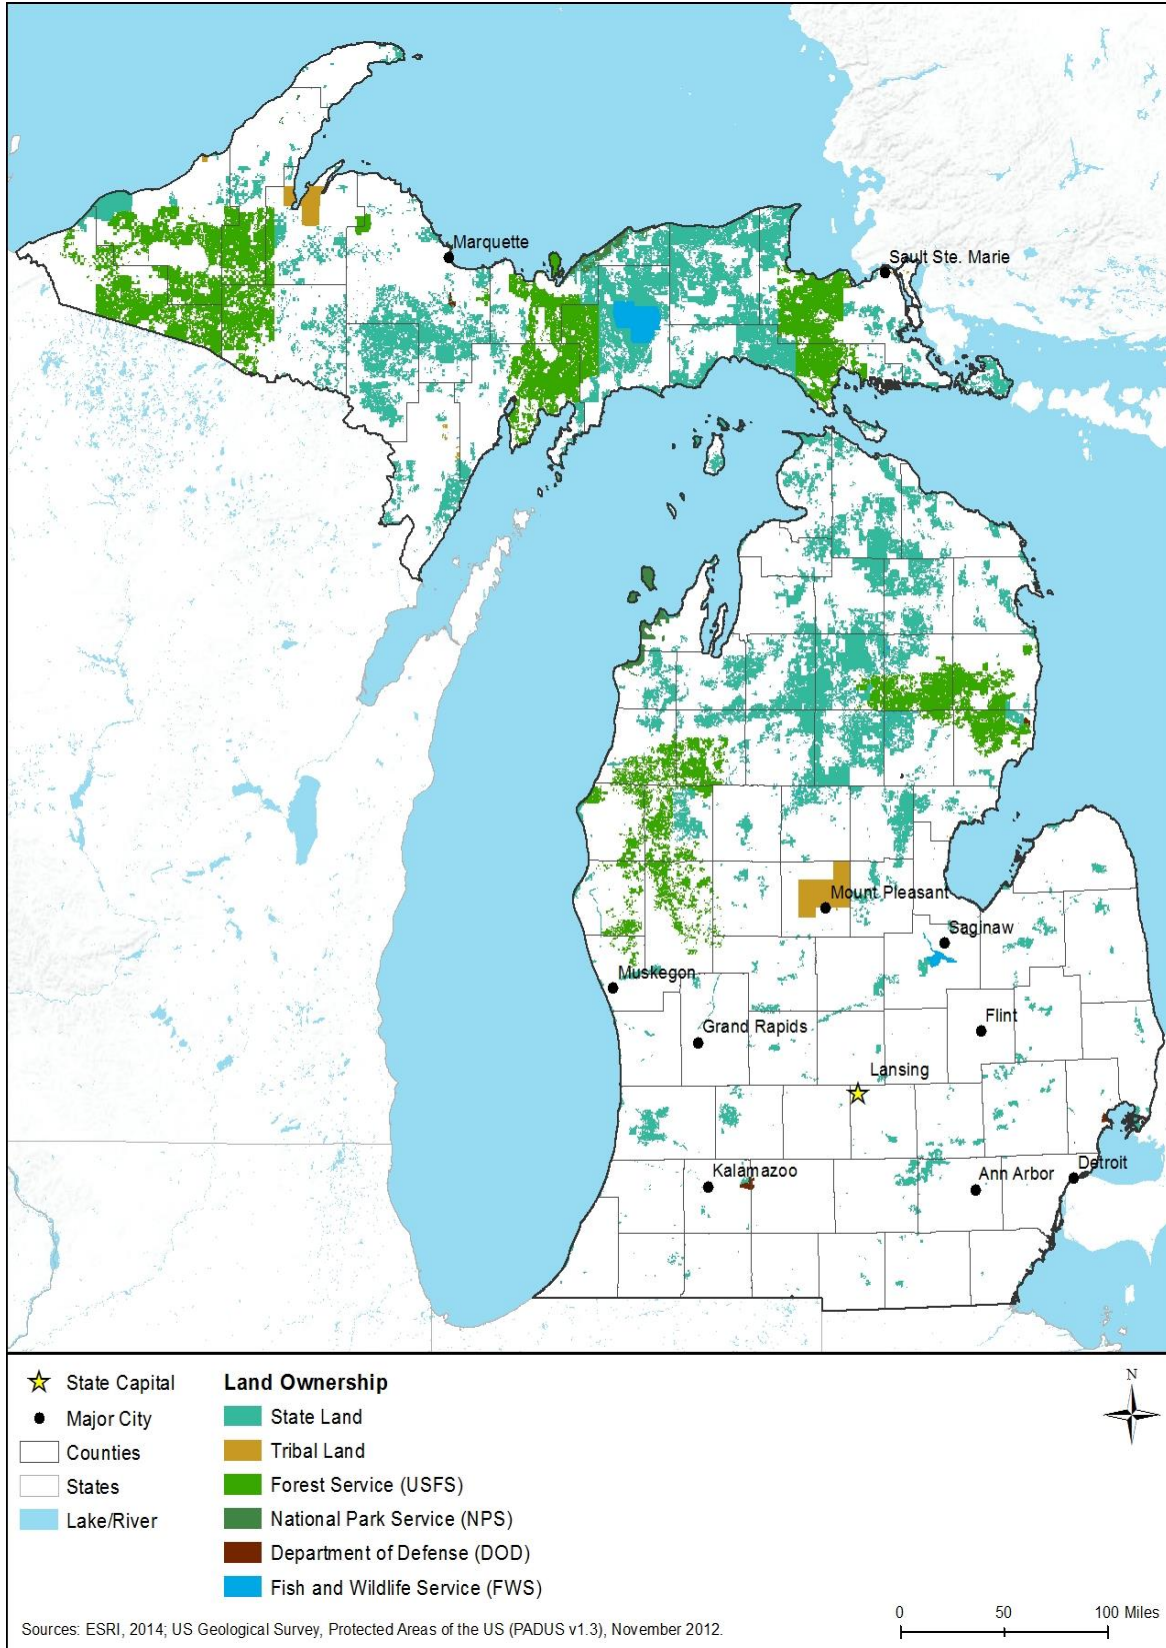 Marquette
Sault Ste. Marie
Mount Pleasant
Saginaw
Muskegon
Flint
Grand Rapids
Lansing
Kalamazoo
Ann Arbor
Detroit
State Capital
Major City
Counties
States
Lake/River
Land Ownership
State Land
Tribal Land
Forest Service (USFS)
National Park Service (NPS)
Department of Defense (DOD)
Fish and Wildlife Service (FWS)
N
0 50 100 Miles
Sources: ESRI, 2014; US Geological Survey, Protected Areas of the US (PADUS v1.3), November 2012.